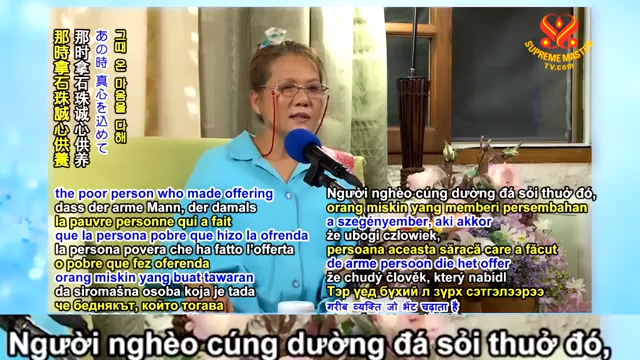 SUPREME MASTER
TV.com
그때 온 마음을 다해
あの時 真心を込めて
那时拿石珠诚心供养
那時拿石珠誠心供養
the poor person who made offering
dass der arme Mann, der damals
la pauvre personne qui a fait
que la persona pobre que hizo la ofrenda
la persona povera che ha fatto l'offerta
o pobre que fez oferenda
orang miskin yang buat tawaran
da siromašna osoba koja je tada
че беднякът, който тогава
Người nghèo cúng dường đá sỏi thuở đó,
orang miskin yang memberi persembahan
a szegényember, aki akkor
że ubogi człowiek,
persoana aceasta săracă care a făcut
de arme persoon die het offer
že chudý člověk, který nabídl
Тэр үед бүхий л зүрх сэтгэлээрээ
गरीब व्यक्ति जो भेंट चढ़ाता है
Người nghèo cúng dường đá sỏi thuở đó,